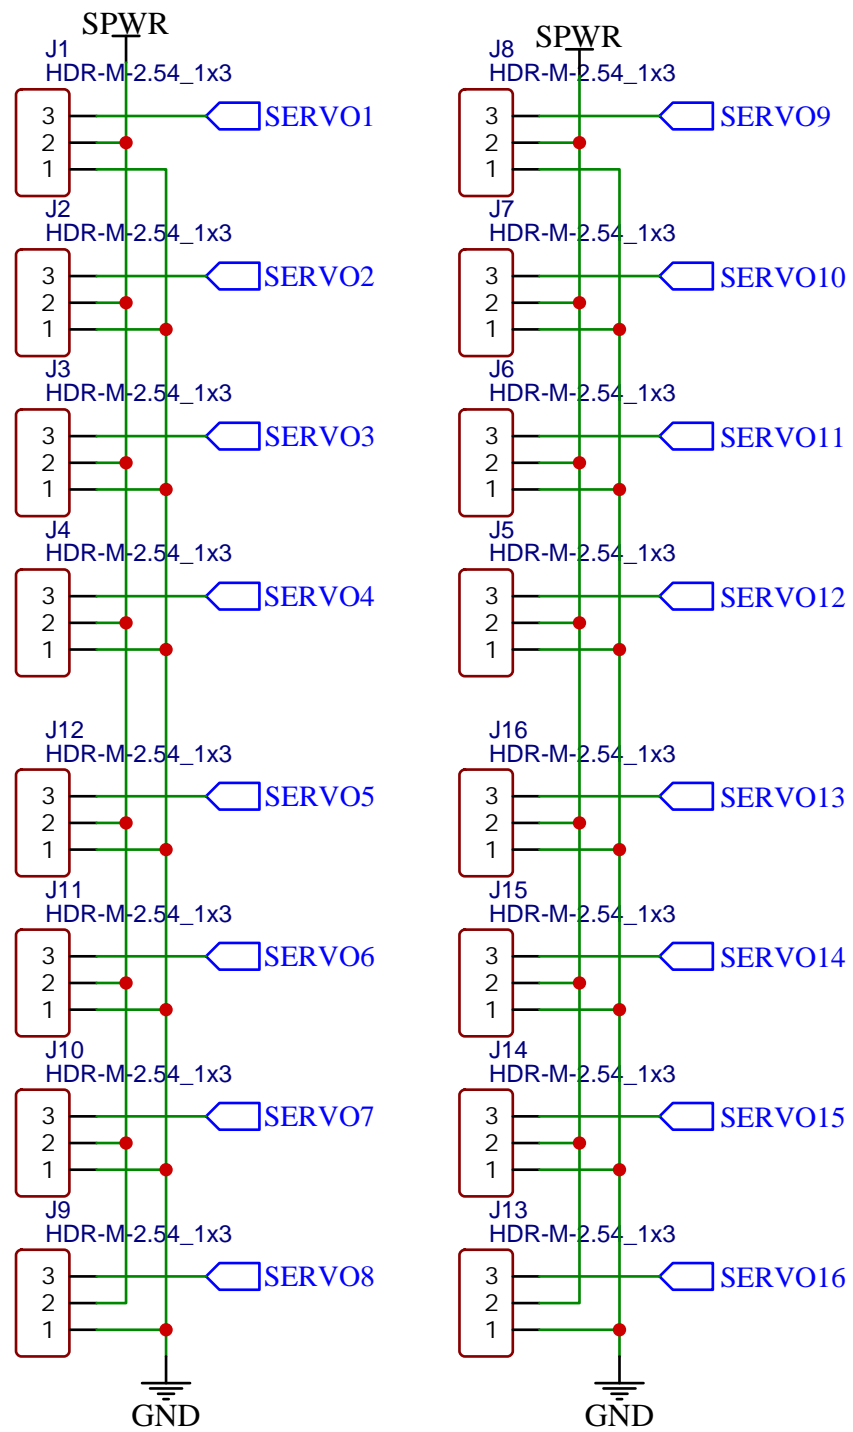 SPWR
J1
HDR-M-2.54_1x3
3
SERVO1
2
1
J2
HDR-M-2.54_1x3
3
SERVO2
2
1
J3
HDR-M-2.54_1x3
3
SERVO3
2
1
J4
HDR-M-2.54_1x3
3
SERVO4
2
1
J12
HDR-M-2.54_1x3
3
SERVO5
2
1
J11
HDR-M-2.54_1x3
3
SERVO6
2
1
J10
HDR-M-2.54_1x3
3
SERVO7
2
1
J9
HDR-M-2.54_1x3
3
SERVO8
2
1
GND
SPWR
J8
HDR-M-2.54_1x3
3
SERVO9
2
1
J7
HDR-M-2.54_1x3
3
SERVO10
2
1
J6
HDR-M-2.54_1x3
3
SERVO11
2
1
J5
HDR-M-2.54_1x3
3
SERVO12
2
1
J16
HDR-M-2.54_1x3
3
SERVO13
2
1
J15
HDR-M-2.54_1x3
3
SERVO14
2
1
J14
HDR-M-2.54_1x3
3
SERVO15
2
1
J13
HDR-M-2.54_1x3
3
SERVO16
2
1
GND